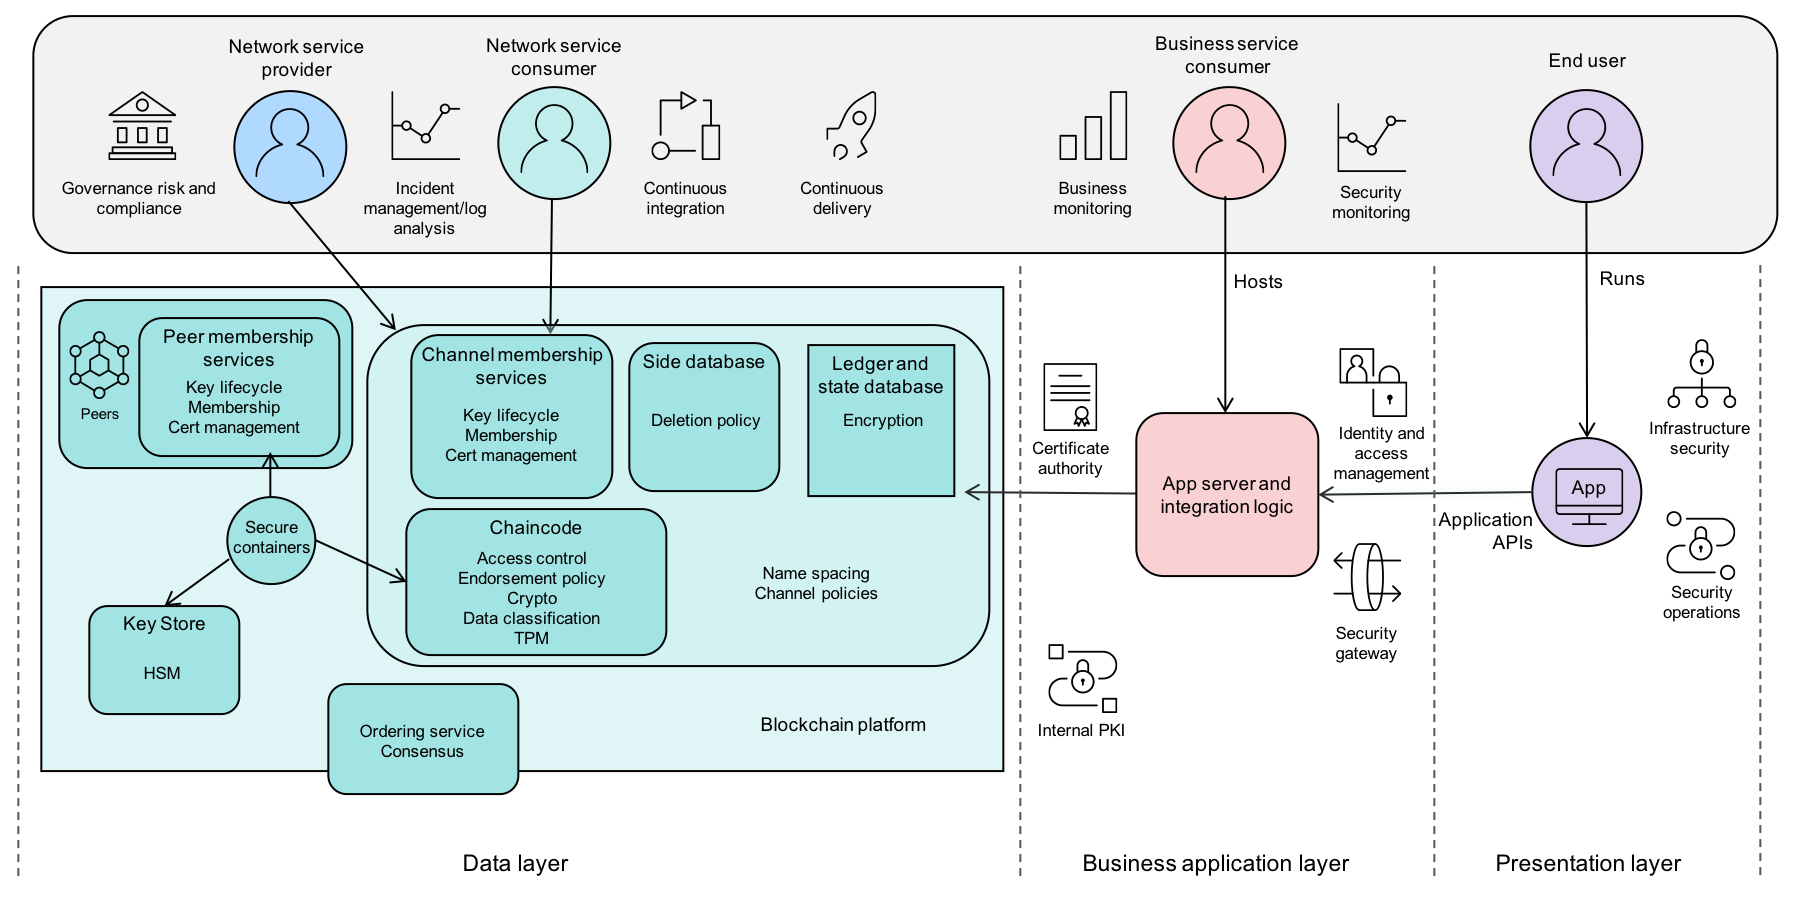 Network service
provider
Network service
consumer
Business service
consumer
End user
Governance risk and
compliance
Incident
management/log
analysis
Continuous
integration
Continuous
delivery
Business
monitoring
Security
monitoring
Hosts
Runs
Peers
Peer membership
services
Key lifecycle
Membership
Cert management
Channel membership
services
Key lifecycle
Membership
Cert management
Side database
Deletion policy
Ledger and
state database
Encryption
Secure
containers
Chaincode
Access control
Endorsement policy
Crypto
Data classification
TPM
Name spacing
Channel policies
Key Store
HSM
Ordering service
Consensus
Blockchain platform
Certificate
authority
Identity and
access
management
App server and
integration logic
Security
gateway
Internal PKI
Infrastructure
security
App
Application
APIs
Security
operations
Data layer
Business application layer
Presentation layer